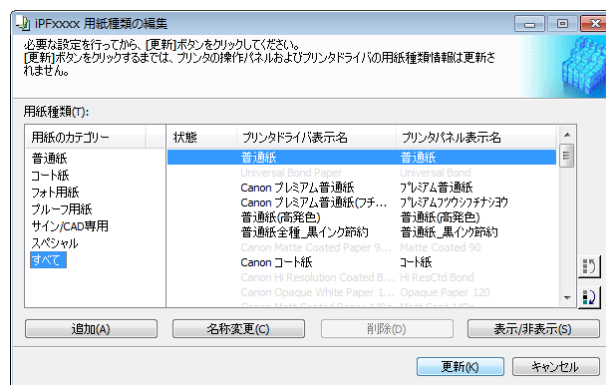 iPFxxxx 用紙種類の編集
必要な設定を行ってから、[更新]ボタンをクリックしてください。
[更新]ボタンをクリックするまでは、プリンタの操作パネルおよびプリンタドライバの用紙種類情報は更新さ
れません。
用紙種類(T):
用紙のカテゴリー 状態 プリンタドライバ表示名 プリンタパネル表示名
普通紙
コート紙
フォト用紙
プルーフ用紙
サイン/CAD専用
スペシャル
すべて
普通紙 普通紙
Universal Bond Paper Universal Bond
Canon プレミアム普通紙 プレミアム普通紙
Canon プレミアム普通紙(フチ... プレミアムフツウシフチナシヨウ
普通紙(高発色) 普通紙(高発色)
普通紙全種_黒インク節約 普通紙_黒インク節約
Canon Matte Coated Paper 9... Matte Coated 90
Canon コート紙 コート紙
Canon Hi Resolution Coated B... Hi ResCtd Bond
Canon Opaque White Paper 1... Opaque Paper 120
追加(A) 名称変更(C) 削除(D) 表示/非表示(S)
更新(K) キャンセル